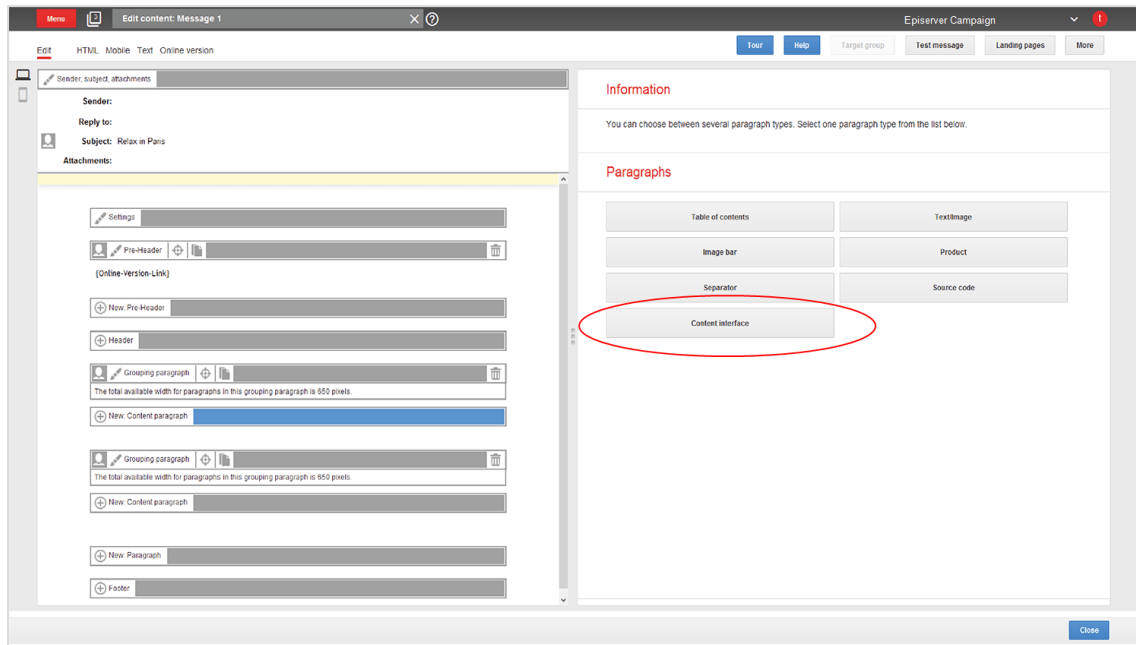 Menu
3
Edit content: Message 1
Episerver Campaign
Edit HTML Mobile Text Online version
Tour Help Target group Test message Landing pages More
Sender, subject, attachments
Sender:
Reply to:
Subject: Relax in Paris
Attachments:
Settings
Pre-Header
{Online-Version-Link}
New: Pre-Header
Header
Grouping paragraph
The total available width for paragraphs in this grouping paragraph is 650 pixels.
New: Content paragraph
Grouping paragraph
The total available width for paragraphs in this grouping paragraph is 650 pixels.
New: Content paragraph
New: Paragraph
Footer
Information
You can choose between several paragraph types. Select one paragraph type from the list below.
Paragraphs
Table of contents Text/Image
Image bar Product
Separator Source code
Content interface
Close